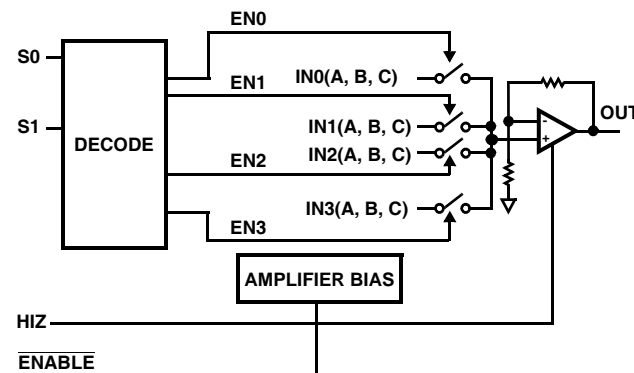 EN0
S0
IN0(A, B, C)
EN1
OUT
S1
IN1(A, B, C)
-
DECODE
+
IN2(A, B, C)
EN2
IN3(A, B, C)
EN3
AMPLIFIER BIAS
HIZ
ENABLE